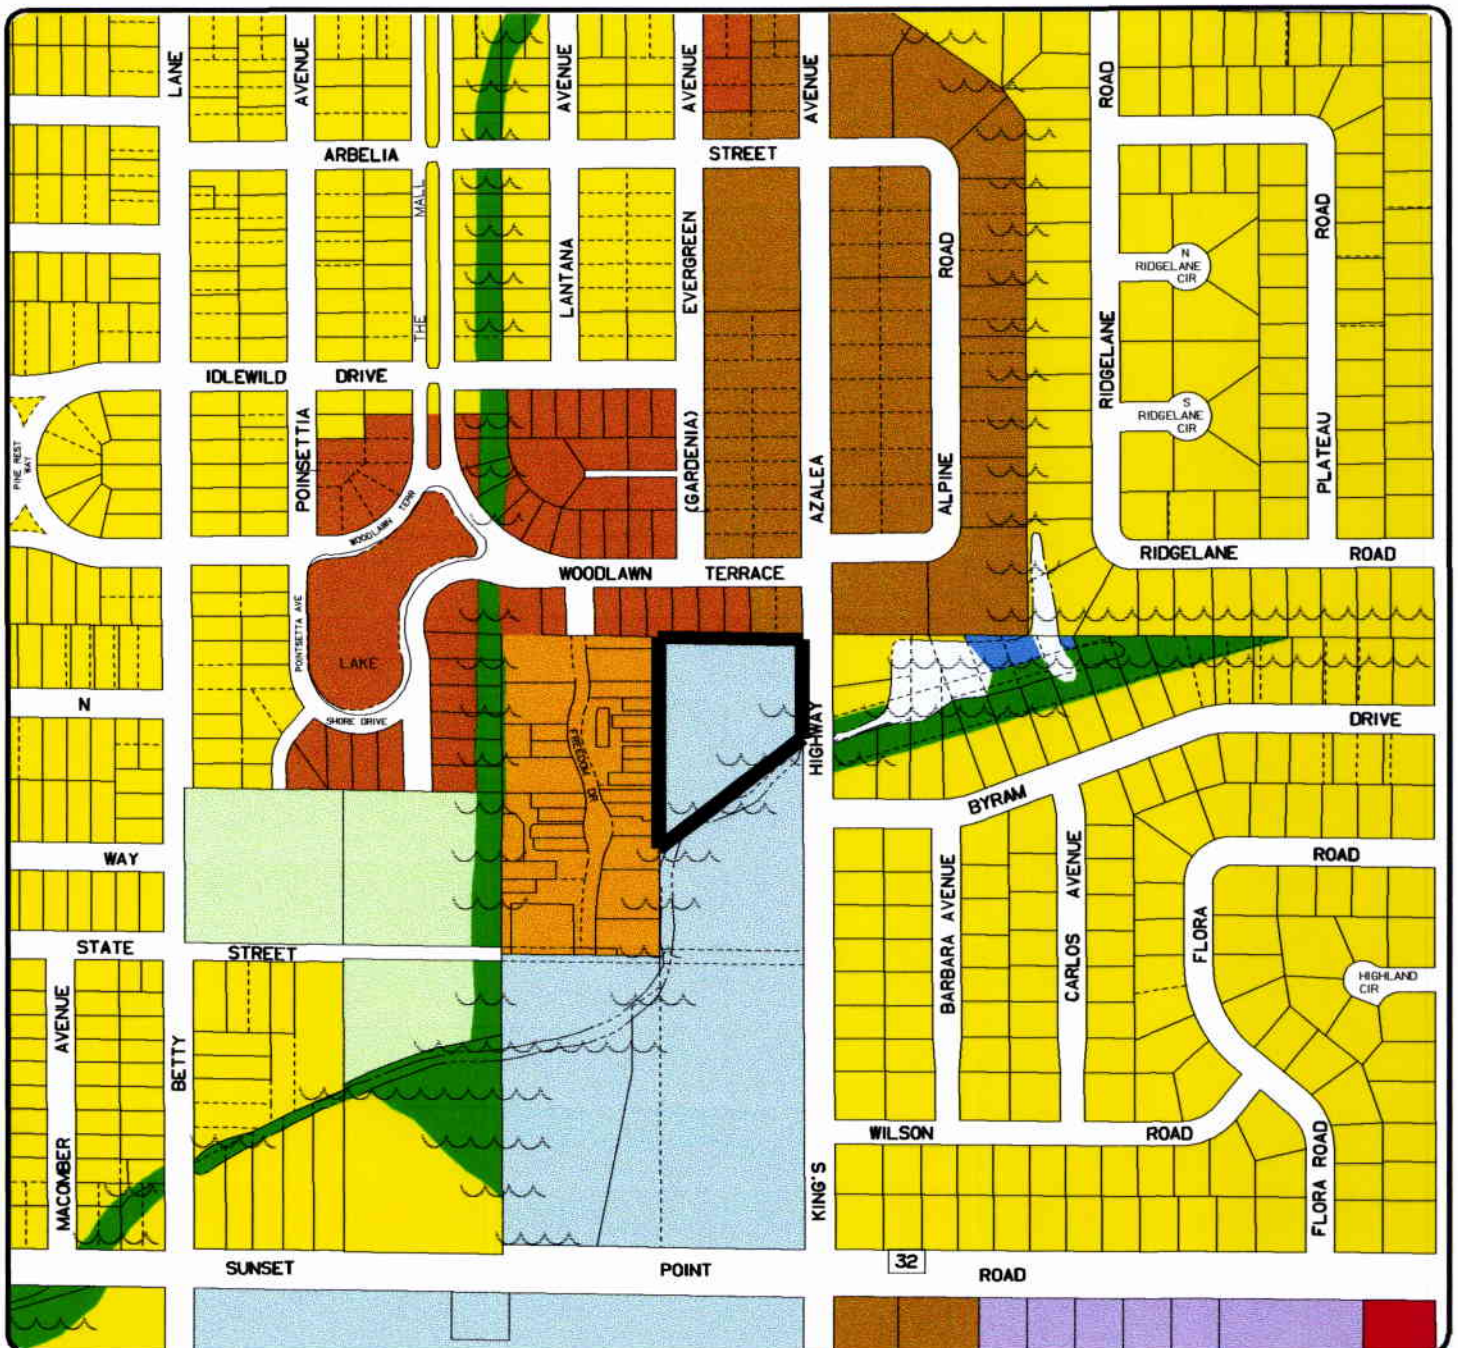 LANE
AVENUE
AVENUE
AVENUE
AVENUE
ROAD
ARBELIA
STREET
THE MALL
LANTANA
EVERGREEN
ROAD
ROAD
N
RIDGELANE
CIR
IDLEWILD
DRIVE
RIDGELANE
S
RIDGELANE
CIR
PINE REST
WAY
POINSETTIA
(GARDENIA)
AZALEA
ALPINE
PLATEAU
WOODLAWN TERR
WOODLAWN
TERRACE
RIDGELANE
ROAD
POINTSETTA AVE
LAKE
N
SHORE DRIVE
FREEDOM DR
HIGHWAY
DRIVE
BYRAM
WAY
BARBARA AVENUE
CARLOS AVENUE
FLORA
ROAD
STATE
STREET
AVENUE
HIGHLAND
CIR
BETTY
MACOMBER
WILSON
ROAD
KING'S
FLORA ROAD
SUNSET
POINT
32
ROAD